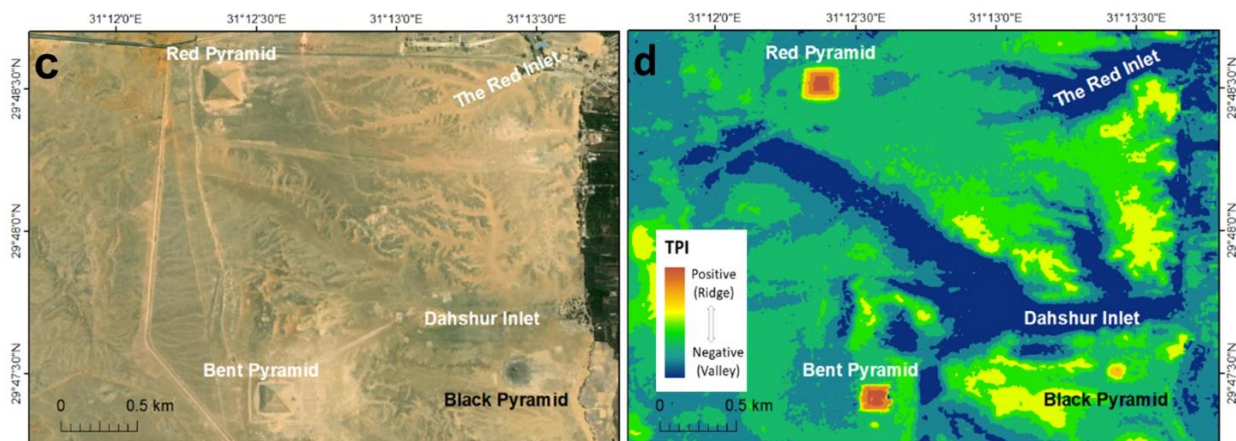 31°12'0"E 31°12'30"E 31°13'0"E 31°13'30"E
c
Red Pyramid
The Red Inlet
Dahshur Inlet
Bent Pyramid
Black Pyramid
0 0.5 km
29°48'30"N
29°48'0"N
29°47'30"N
31°12'0"E 31°12'30"E 31°13'0"E 31°13'30"E
d
Red Pyramid
The Red Inlet
TPI
Positive
(Ridge)
Negative
(Valley)
Dahshur Inlet
Bent Pyramid
Black Pyramid
0 0.5 km
29°48'30"N
29°48'0"N
29°47'30"N